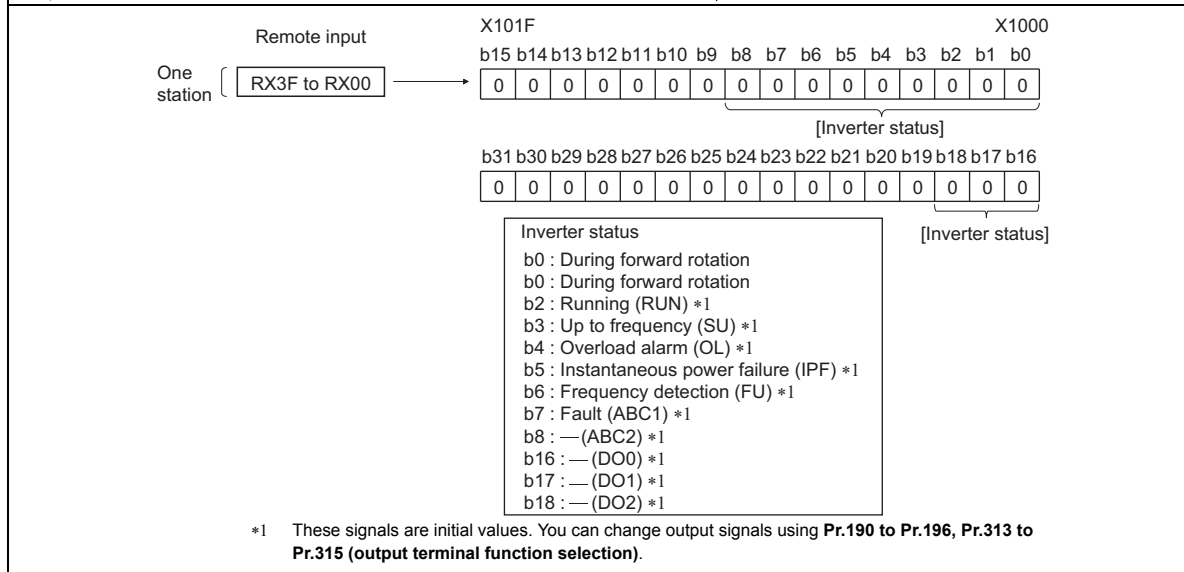 Remote input
X101F X1000
b15 b14 b13 b12 b11 b10 b9 b8 b7 b6 b5 b4 b3 b2 b1 b0
One station
RX3F to RX00
0 0 0 0 0 0 0 0 0 0 0 0 0 0 0 0
[Inverter status]
b31 b30 b29 b28 b27 b26 b25 b24 b23 b22 b21 b20 b19 b18 b17 b16
0 0 0 0 0 0 0 0 0 0 0 0 0 0 0 0
[Inverter status]
Inverter status
b0 : During forward rotation
b0 : During forward rotation
b2 : Running (RUN) *1
b3 : Up to frequency (SU) *1
b4 : Overload alarm (OL) *1
b5 : Instantaneous power failure (IPF) *1
b6 : Frequency detection (FU) *1
b7 : Fault (ABC1) *1
b8 : — (ABC2) *1
b16 : — (DO0) *1
b17 : — (DO1) *1
b18 : — (DO2) *1
*1 These signals are initial values. You can change output signals using Pr.190 to Pr.196, Pr.313 to
Pr.315 (output terminal function selection).